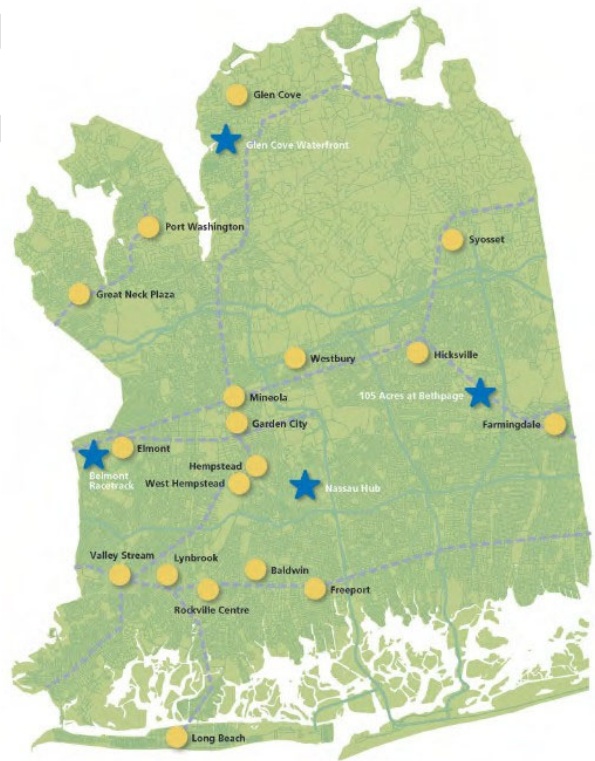 Glen Cove
Glen Cove Waterfront
Port Washington
Syosset
Great Neck Plaza
Westbury
Hicksville
Mineola
105 Acres at Bethpage
Garden City
Farmingdale
Elmont
Belmont
Racetrack
Hempstead
West Hempstead
Nassau Hub
Valley Stream
Lynbrook
Baldwin
Freeport
Rockville Centre
Long Beach